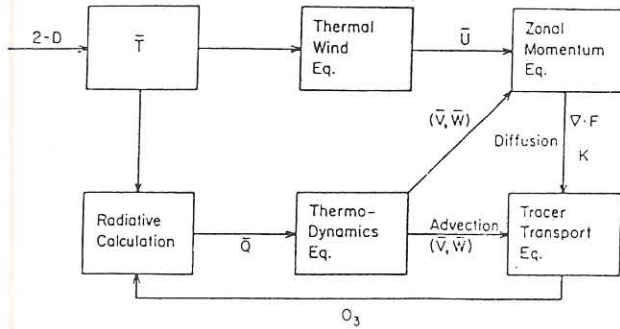 2-D
T̄
Thermal
Wind
Eq.
Ū
Zonal
Momentum
Eq.
(V̄, W̄)
∇·F
Diffusion
K
Radiative
Calculation
Q̄
Thermo-
Dynamics
Eq.
Advection
(V̄, W̄)
Tracer
Transport
Eq.
O₃